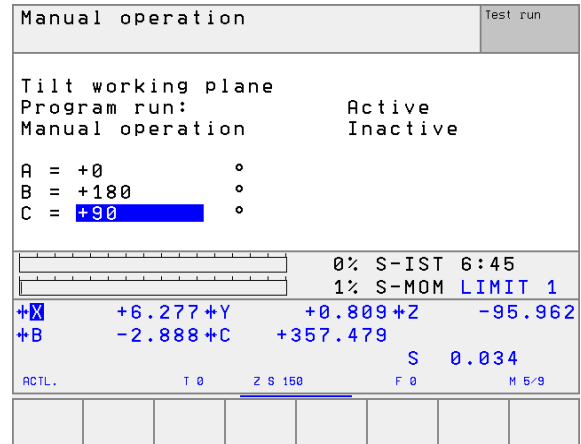 Manual operation
Test run
Tilt working plane
Program run: Active
Manual operation Inactive
A = +0 °
B = +180 °
C = +90 °
0% S-IST 6:45
1% S-MOM LIMIT 1
X +6.277 Y +0.809 Z -95.962
B -2.888 C +357.479
S 0.034
ACTL. T 0 Z S 150 F 0 M 5/9